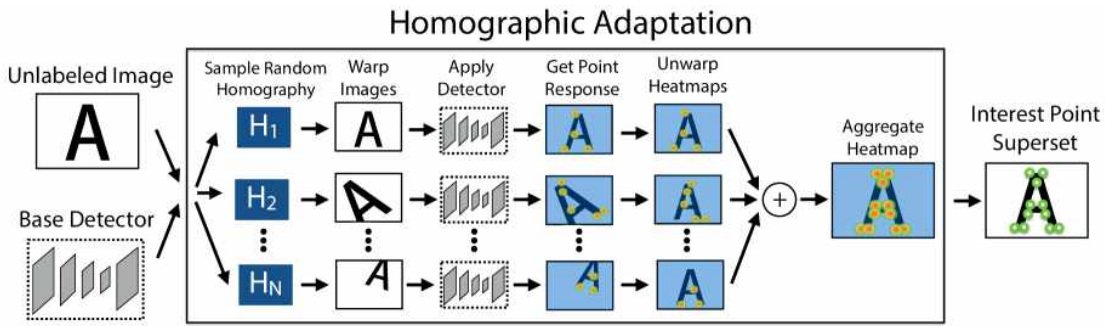 Homographic Adaptation
Unlabeled Image
A
Base Detector
Sample Random
Homography
Warp
Images
Apply
Detector
Get Point
Response
Unwarp
Heatmaps
H1
A
A
A
H2
A
A
A
HN
A
A
A
+
Aggregate
Heatmap
A
Interest Point
Superset
A